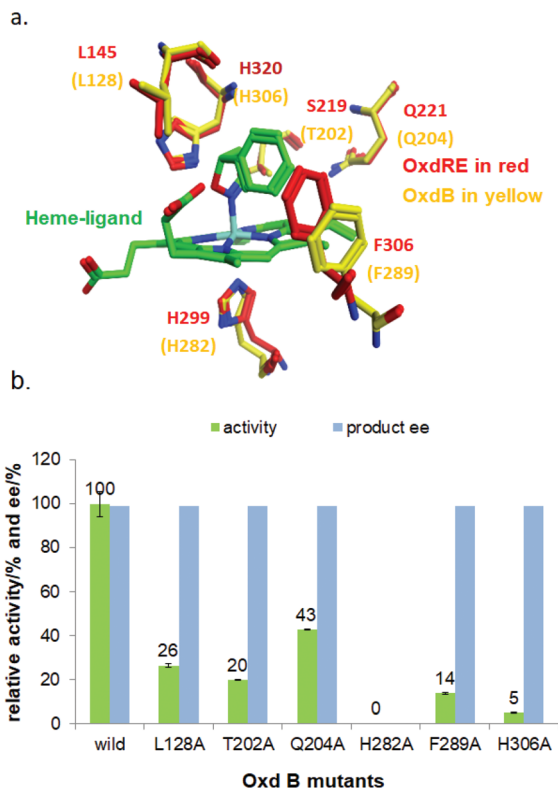 a.
L145
(L128)
H320
(H306)
S219
(T202)
Q221
(Q204)
OxdRE in red
OxdB in yellow
Heme-ligand
F306
(F289)
H299
(H282)
b.
activity
product ee
relative activity/% and ee/%
120
100
80
60
40
20
0
100
26
20
43
0
14
5
wild
L128A
T202A
Q204A
H282A
F289A
H306A
Oxd B mutants